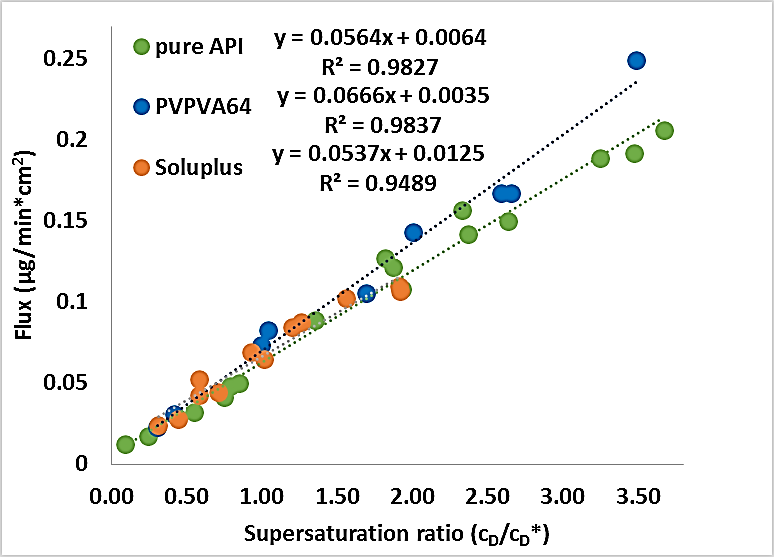 pure API
y = 0.0564x + 0.0064
R² = 0.9827
PVPVA64
y = 0.0666x + 0.0035
R² = 0.9837
Soluplus
y = 0.0537x + 0.0125
R² = 0.9489
Flux (µg/min*cm²)
0.25
0.2
0.15
0.1
0.05
0
0.00 0.50 1.00 1.50 2.00 2.50 3.00 3.50
Supersaturation ratio (c_D/c_D*)